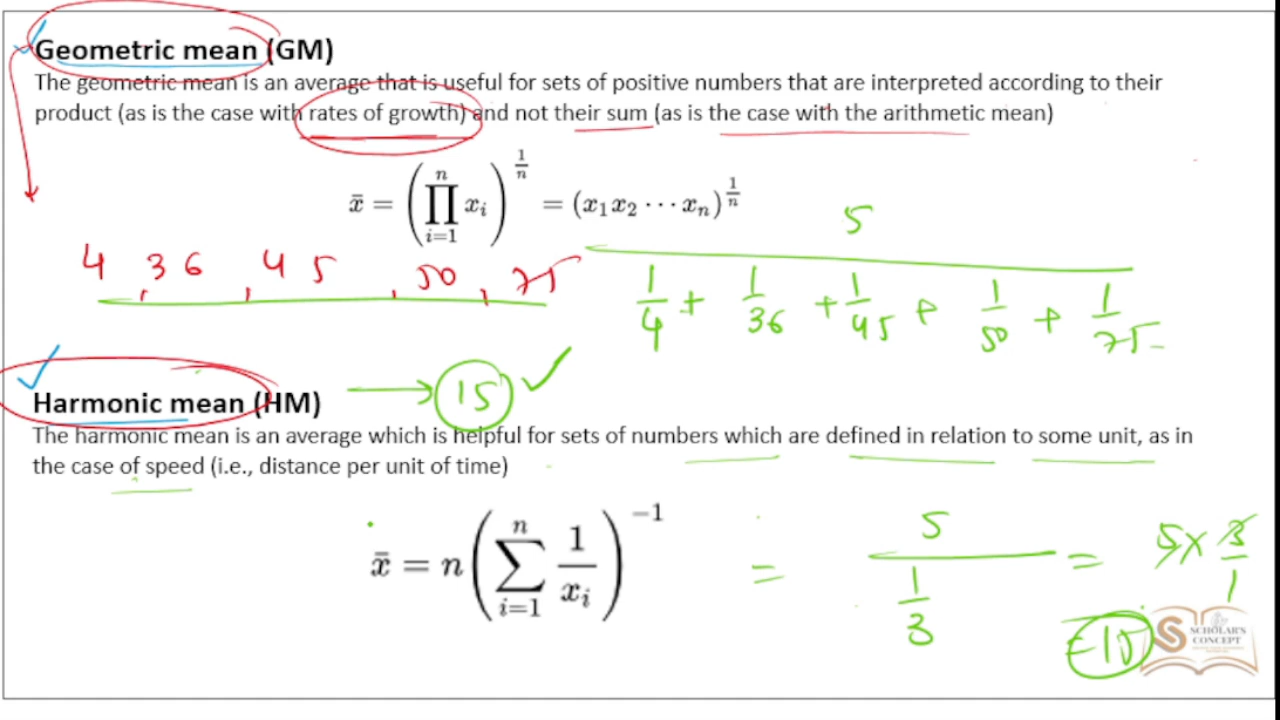 Geometric mean (GM)
The geometric mean is an average that is useful for sets of positive numbers that are interpreted according to their
product (as is the case with rates of growth) and not their sum (as is the case with the arithmetic mean)
x̄ = (∏ᵢ₌₁ⁿ xᵢ)^(1/n) = (x₁x₂ ⋯ xₙ)^(1/n)
4, 36, 45, 50, 75
5
1/4 + 1/36 + 1/45 + 1/50 + 1/75
Harmonic mean (HM) → 15 ✓
The harmonic mean is an average which is helpful for sets of numbers which are defined in relation to some unit, as in
the case of speed (i.e., distance per unit of time)
x̄ = n(∑ᵢ₌₁ⁿ 1/xᵢ)^−1
= 5/(1/3) = 5 × 3/1
= 15
SCHOLAR'S
CONCEPT